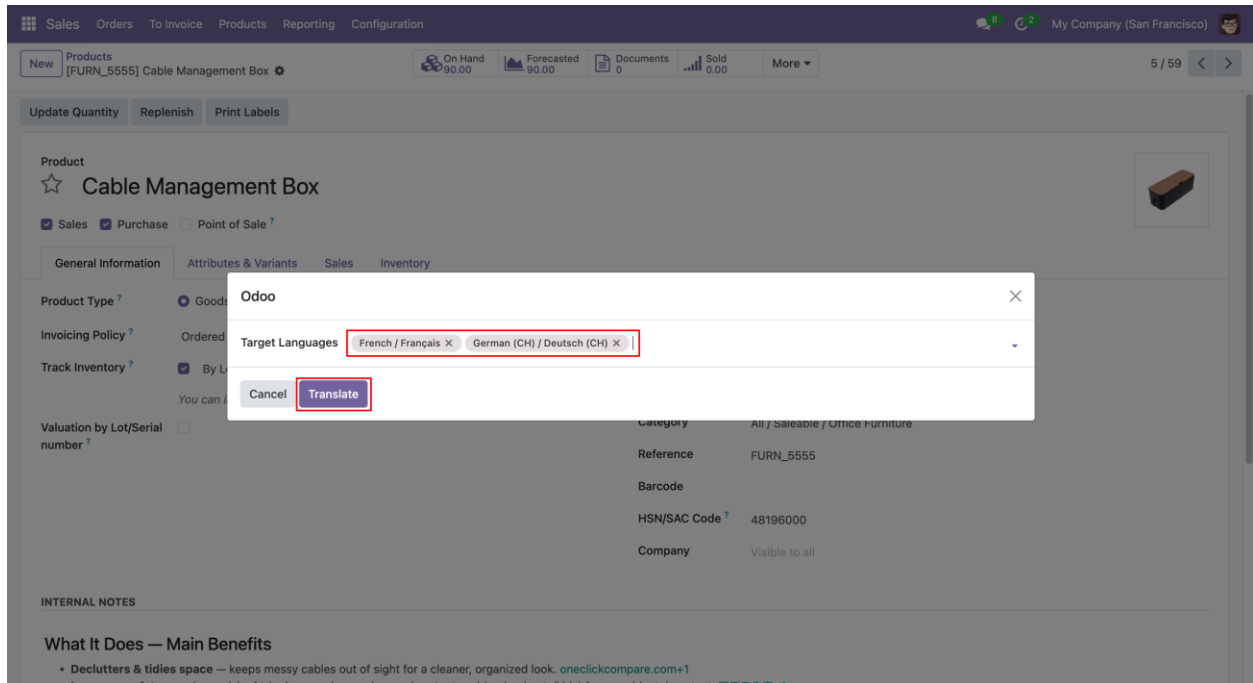 Sales Orders To Invoice Products Reporting Configuration 8 2 My Company (San Francisco)
New Products
[FURN_5555] Cable Management Box
On Hand 90.00
Forecasted 90.00
Documents 0
Sold 0.00
More
5 / 59
Update Quantity Replenish Print Labels
Product
Cable Management Box
Sales Purchase Point of Sale ?
General Information Attributes & Variants Sales Inventory
Product Type ? Goods
Invoicing Policy ? Ordered
Track Inventory ? By L
You can i
Valuation by Lot/Serial
number ?
Odoo
Target Languages French / Français × German (CH) / Deutsch (CH) ×
Cancel Translate
Category All / Saleable / Office Furniture
Reference FURN_5555
Barcode
HSN/SAC Code ? 48196000
Company Visible to all
INTERNAL NOTES
What It Does — Main Benefits
• Declutters & tidies space — keeps messy cables out of sight for a cleaner, organized look. oneclickcompare.com+1